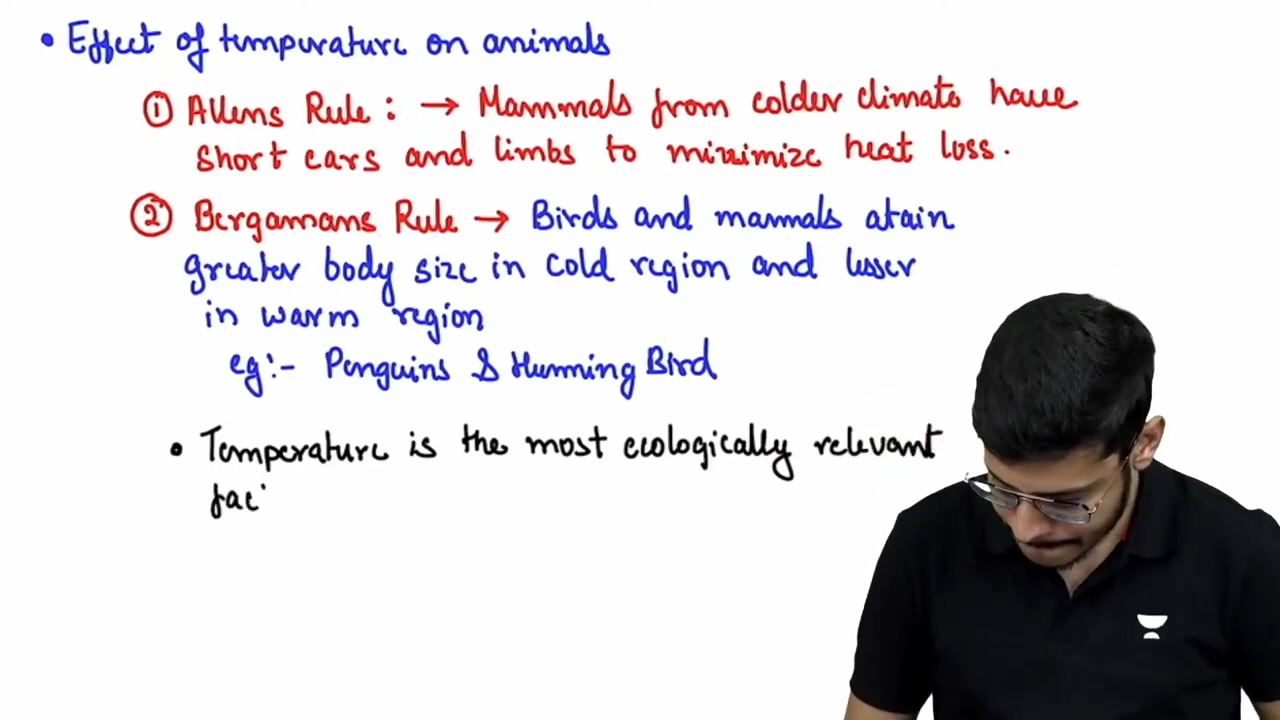 • Effect of temperature on animals
① Allens Rule : → Mammals from colder climate have
short ears and limbs to minimize heat loss.
② Bergamans Rule → Birds and mammals atain
greater body size in cold region and lesser
in warm region
eg:- Penguins & Humming Bird
• Temperature is the most ecologically relevant
fac